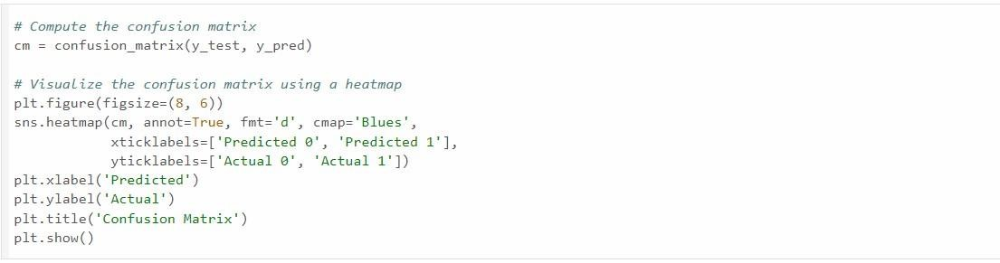 # Compute the confusion matrix
cm = confusion_matrix(y_test, y_pred)
# Visualize the confusion matrix using a heatmap
plt.figure(figsize=(8, 6))
sns.heatmap(cm, annot=True, fmt='d', cmap='Blues',
            xticklabels=['Predicted 0', 'Predicted 1'],
            yticklabels=['Actual 0', 'Actual 1'])
plt.xlabel('Predicted')
plt.ylabel('Actual')
plt.title('Confusion Matrix')
plt.show()